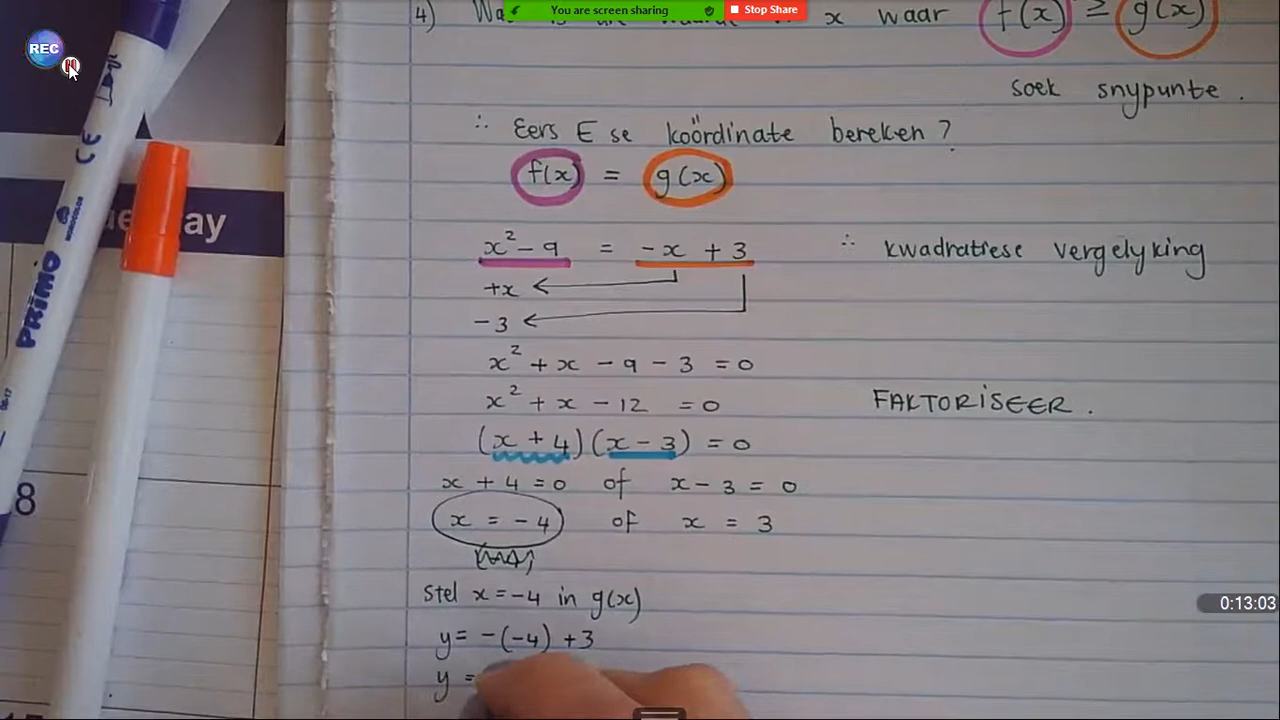 You are screen sharing
Stop Share
REC
4) x waar f(x) ≥ g(x)
soek snypunte.
∴ Eers E se koördinate bereken?
f(x) = g(x)
x² - 9 = -x + 3 ∴ kwadratiese vergelyking
+x
-3
x² + x - 9 - 3 = 0
x² + x - 12 = 0 FAKTORISEER.
(x + 4)(x - 3) = 0
x + 4 = 0 of x - 3 = 0
x = -4 of x = 3
stel x = -4 in g(x)
y = -(-4) + 3
y =
0:13:03
CE
PRIMO
ay
8